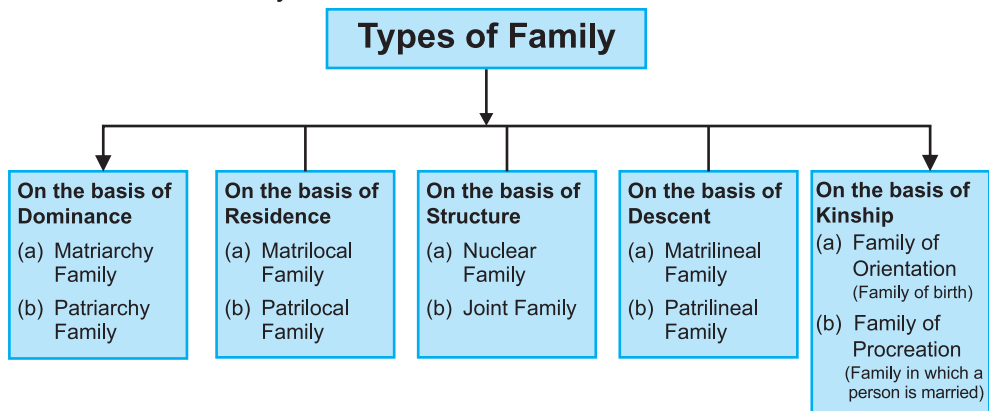 Types of Family
On the basis of
Dominance
(a) Matriarchy
Family
(b) Patriarchy
Family
On the basis of
Residence
(a) Matrilocal
Family
(b) Patrilocal
Family
On the basis of
Structure
(a) Nuclear
Family
(b) Joint Family
On the basis of
Descent
(a) Matrilineal
Family
(b) Patrilineal
Family
On the basis of
Kinship
(a) Family of
Orientation
(Family of birth)
(b) Family of
Procreation
(Family in which a
person is married)